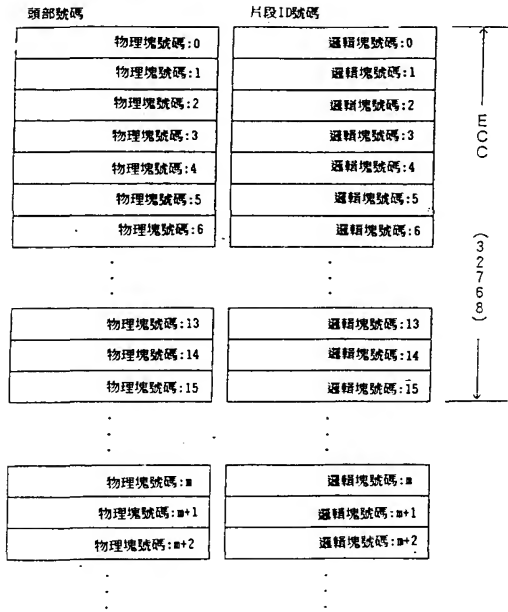 頭部號碼 片段ID號碼
物理塊號碼:0 邏輯塊號碼:0
物理塊號碼:1 邏輯塊號碼:1
物理塊號碼:2 邏輯塊號碼:2
物理塊號碼:3 邏輯塊號碼:3
物理塊號碼:4 邏輯塊號碼:4
物理塊號碼:5 邏輯塊號碼:5
物理塊號碼:6 邏輯塊號碼:6
ECC
(32768)
物理塊號碼:13 邏輯塊號碼:13
物理塊號碼:14 邏輯塊號碼:14
物理塊號碼:15 邏輯塊號碼:15
物理塊號碼:m 邏輯塊號碼:m
物理塊號碼:m+1 邏輯塊號碼:m+1
物理塊號碼:m+2 邏輯塊號碼:m+2